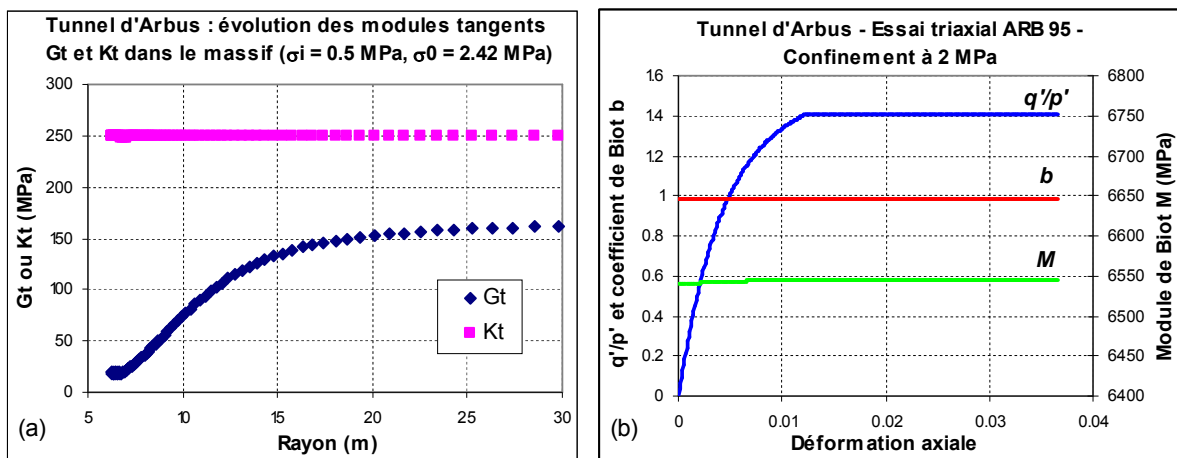 Tunnel d'Arbus : évolution des modules tangents
Gt et Kt dans le massif (σi = 0.5 MPa, σ0 = 2.42 MPa)
Gt ou Kt (MPa)
300
250
200
150
100
50
0
Gt
Kt
5
10
15
20
25
30
Rayon (m)
(a)
Tunnel d'Arbus - Essai triaxial ARB 95 -
Confinement à 2 MPa
q'/p' et coefficient de Biot b
1.6
1.4
1.2
1
0.8
0.6
0.4
0.2
0
q'/p'
b
M
6800
6750
6700
6650
6600
6550
6500
6450
6400
Module de Biot M (MPa)
0
0.01
0.02
0.03
0.04
Déformation axiale
(b)